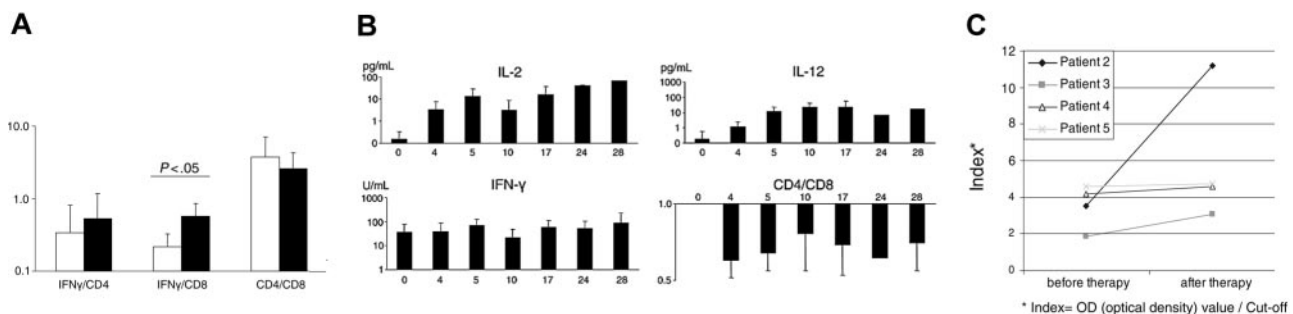 A
10.0
1.0
0.1
P<.05
IFNγ/CD4 IFNγ/CD8 CD4/CD8
B
pg/mL
IL-2
100
10
1
0
0 4 5 10 17 24 28
pg/mL
IL-12
1000
100
10
1
0
0 4 5 10 17 24 28
U/mL
IFN-γ
1000
100
10
1
0 4 5 10 17 24 28
CD4/CD8
1.0
0 4 5 10 17 24 28
0.5
C
12
10
8
6
4
2
0
Index*
Patient 2
Patient 3
Patient 4
Patient 5
before therapy after therapy
* Index= OD (optical density) value / Cut-off